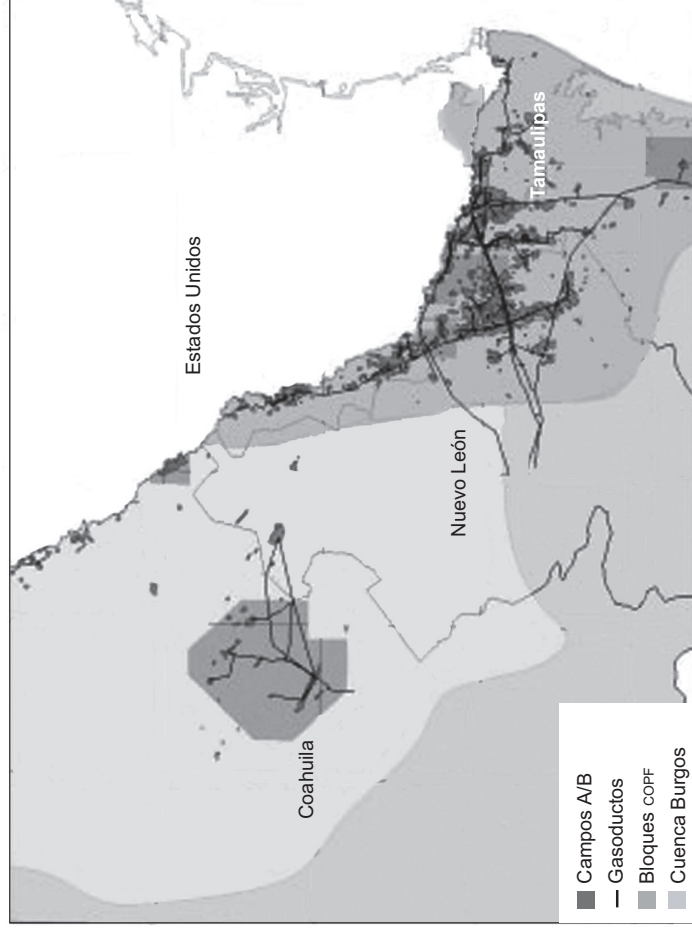 Estados Unidos
Tamaulipas
Nuevo León
Coahuila
Campos A/B
Gasoductos
Bloques COPF
Cuenca Burgos